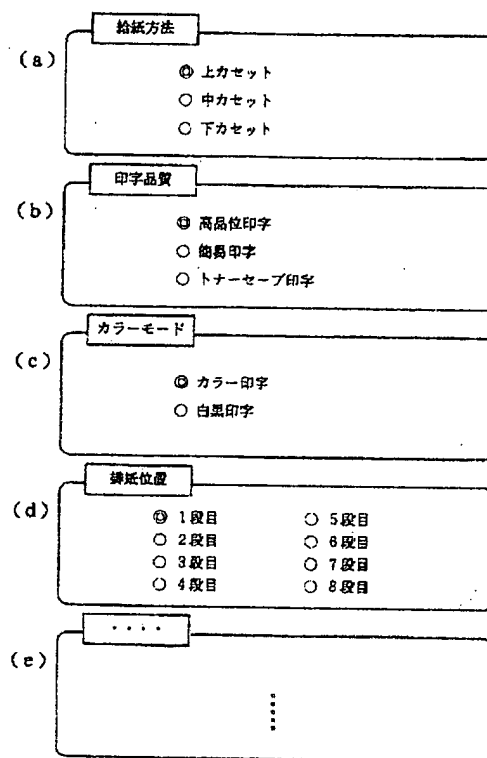 給紙方法
(a)
◎ 上カセット
○ 中カセット
○ 下カセット
印字品質
(b)
◎ 高品位印字
○ 簡易印字
○ トナーセーブ印字
カラーモード
(c)
◎ カラー印字
○ 白黒印字
排紙位置
(d)
◎ 1段目 ○ 5段目
○ 2段目 ○ 6段目
○ 3段目 ○ 7段目
○ 4段目 ○ 8段目
・・・・
(e)